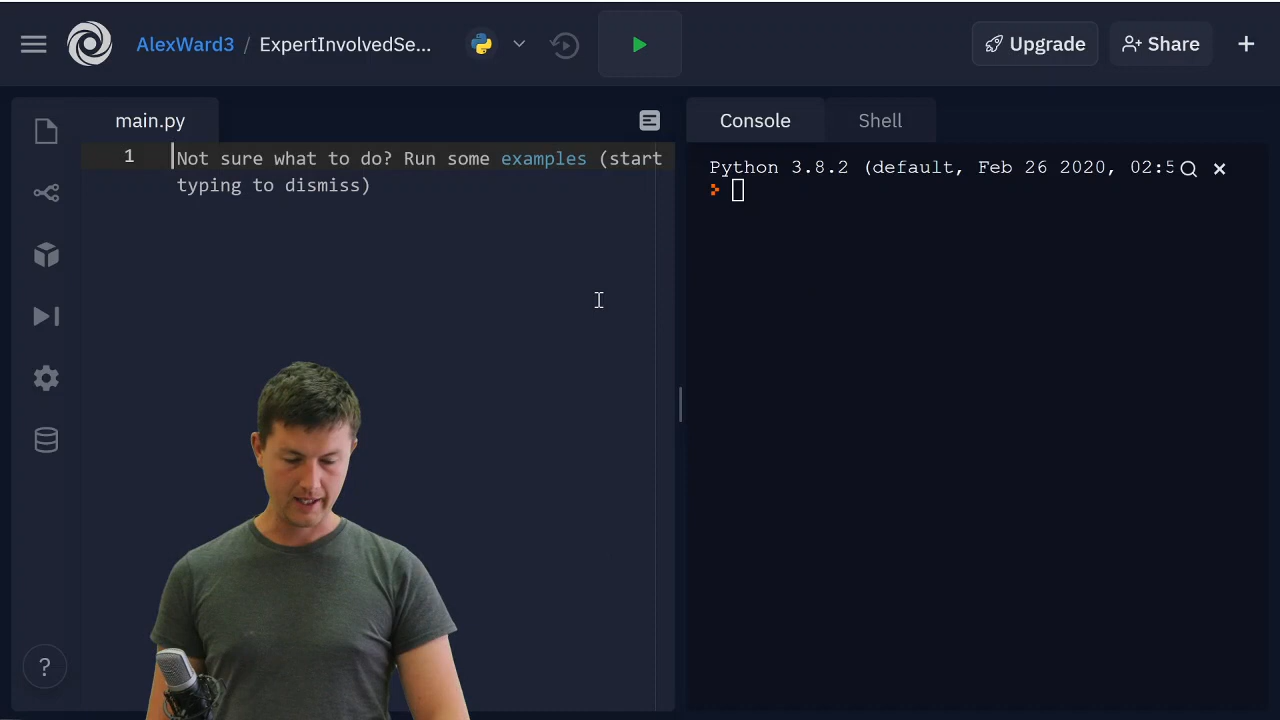 AlexWard3 / ExpertInvolvedSe...
Upgrade
Share
main.py
Console
Shell
1
Not sure what to do? Run some examples (start
typing to dismiss)
Python 3.8.2 (default, Feb 26 2020, 02:5
?